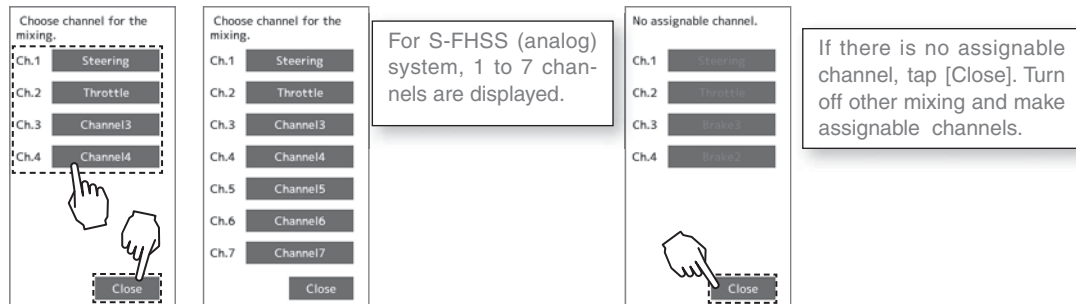 Choose channel for the
mixing.
Ch.1 Steering
Ch.2 Throttle
Ch.3 Channel3
Ch.4 Channel4
Close
Choose channel for the
mixing.
Ch.1 Steering
Ch.2 Throttle
Ch.3 Channel3
Ch.4 Channel4
Ch.5 Channel5
Ch.6 Channel6
Ch.7 Channel7
Close
For S-FHSS (analog)
system, 1 to 7 chan-
nels are displayed.
No assignable channel.
Ch.1 Steering
Ch.2 Throttle
Ch.3 Brake3
Ch.4 Brake2
Close
If there is no assignable
channel, tap [Close]. Turn
off other mixing and make
assignable channels.